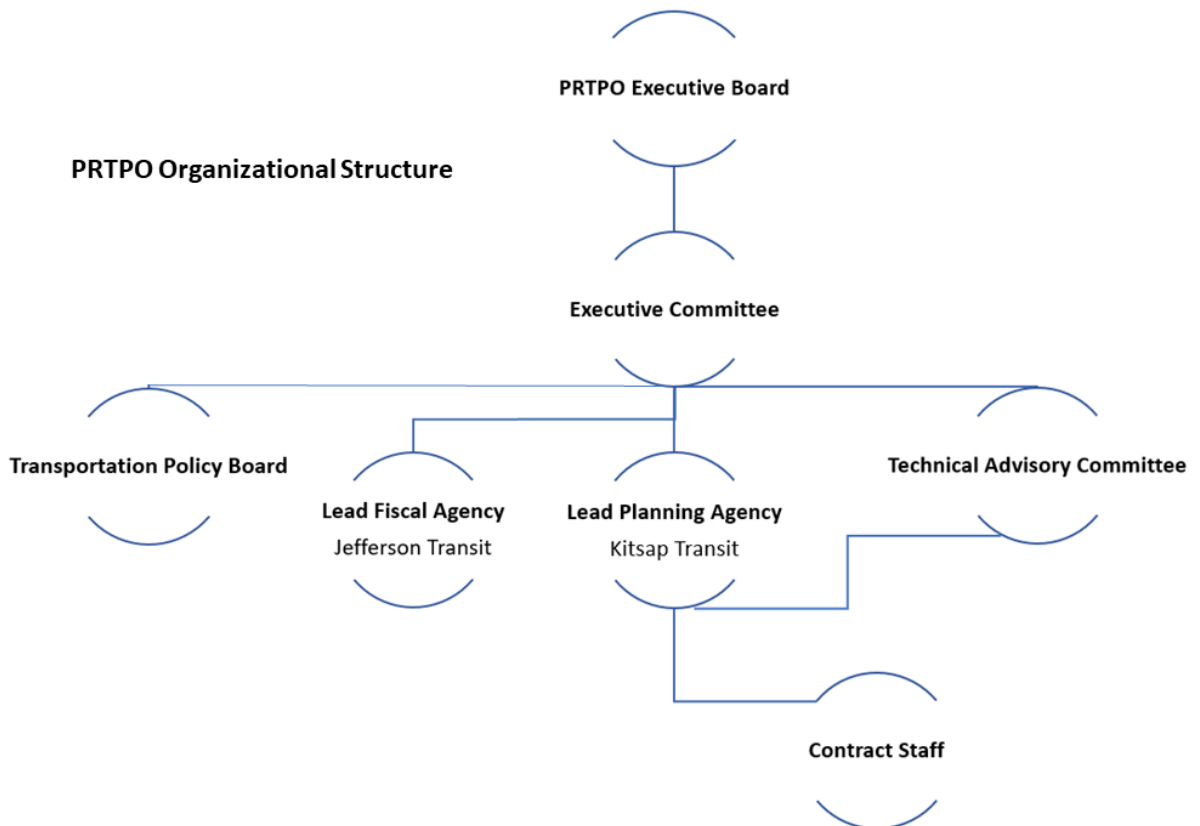 PRTPO Executive Board
PRTPO Organizational Structure
Executive Committee
Transportation Policy Board
Technical Advisory Committee
Lead Fiscal Agency
Jefferson Transit
Lead Planning Agency
Kitsap Transit
Contract Staff